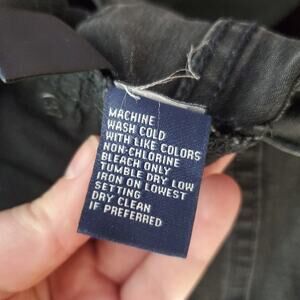 MACHINE
WASH COLD
WITH LIKE COLORS
NON-CHLORINE
BLEACH ONLY
TUMBLE DRY LOW
IRON ON LOWEST
SETTING
DRY CLEAN
IF PREFERRED